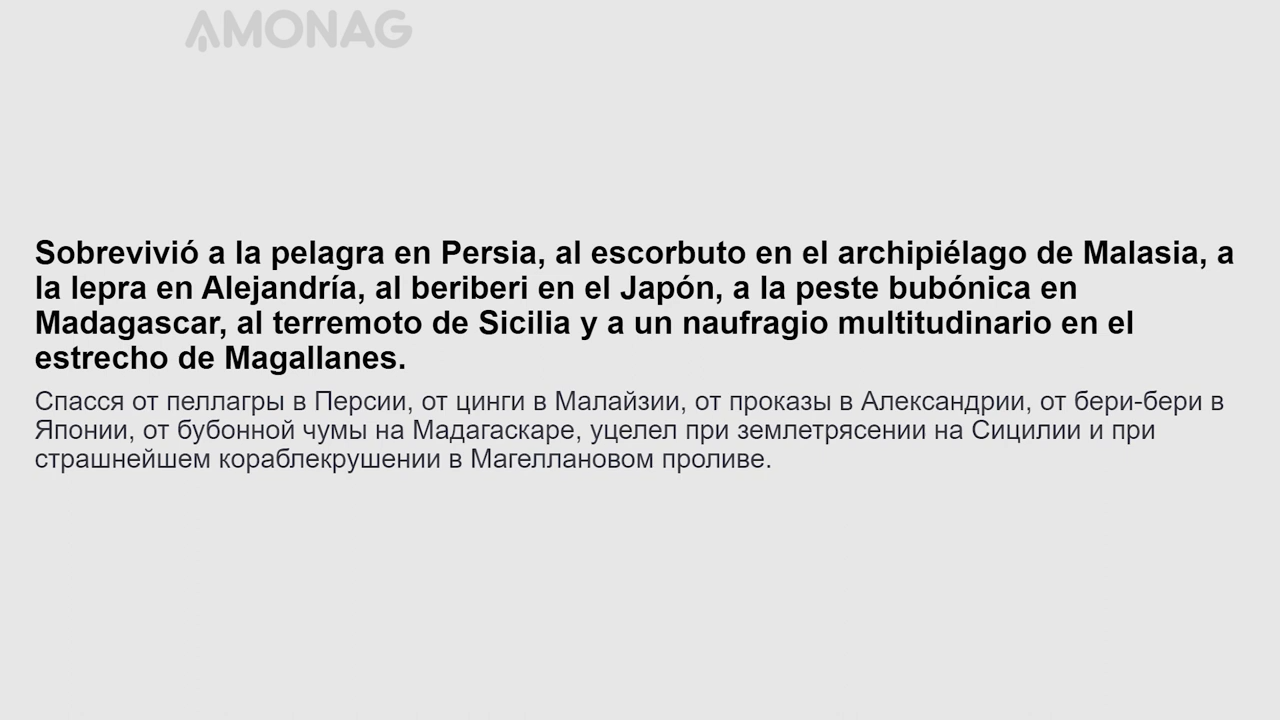 AMONAG
Sobrevivió a la pelagra en Persia, al escorbuto en el archipiélago de Malasia, a
la lepra en Alejandría, al beriberi en el Japón, a la peste bubónica en
Madagascar, al terremoto de Sicilia y a un naufragio multitudinario en el
estrecho de Magallanes.
Спасся от пеллагры в Персии, от цинги в Малайзии, от проказы в Александрии, от бери-бери в
Японии, от бубонной чумы на Мадагаскаре, уцелел при землетрясении на Сицилии и при
страшнейшем кораблекрушении в Магеллановом проливе.